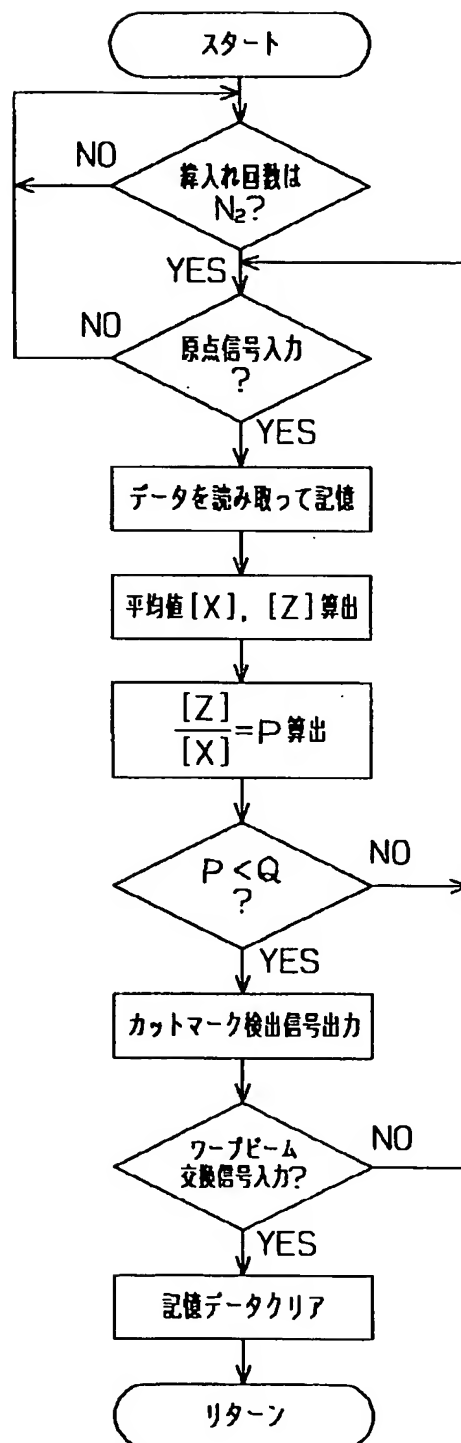 スタート
緯入れ回数は
N₂?
NO
YES
原点信号入力
?
NO
YES
データを読み取って記憶
平均値[X], [Z]算出
[Z]
[X]
=P算出
P<Q
?
NO
YES
カットマーク検出信号出力
ワープビーム
交換信号入力?
NO
YES
記憶データクリア
リターン